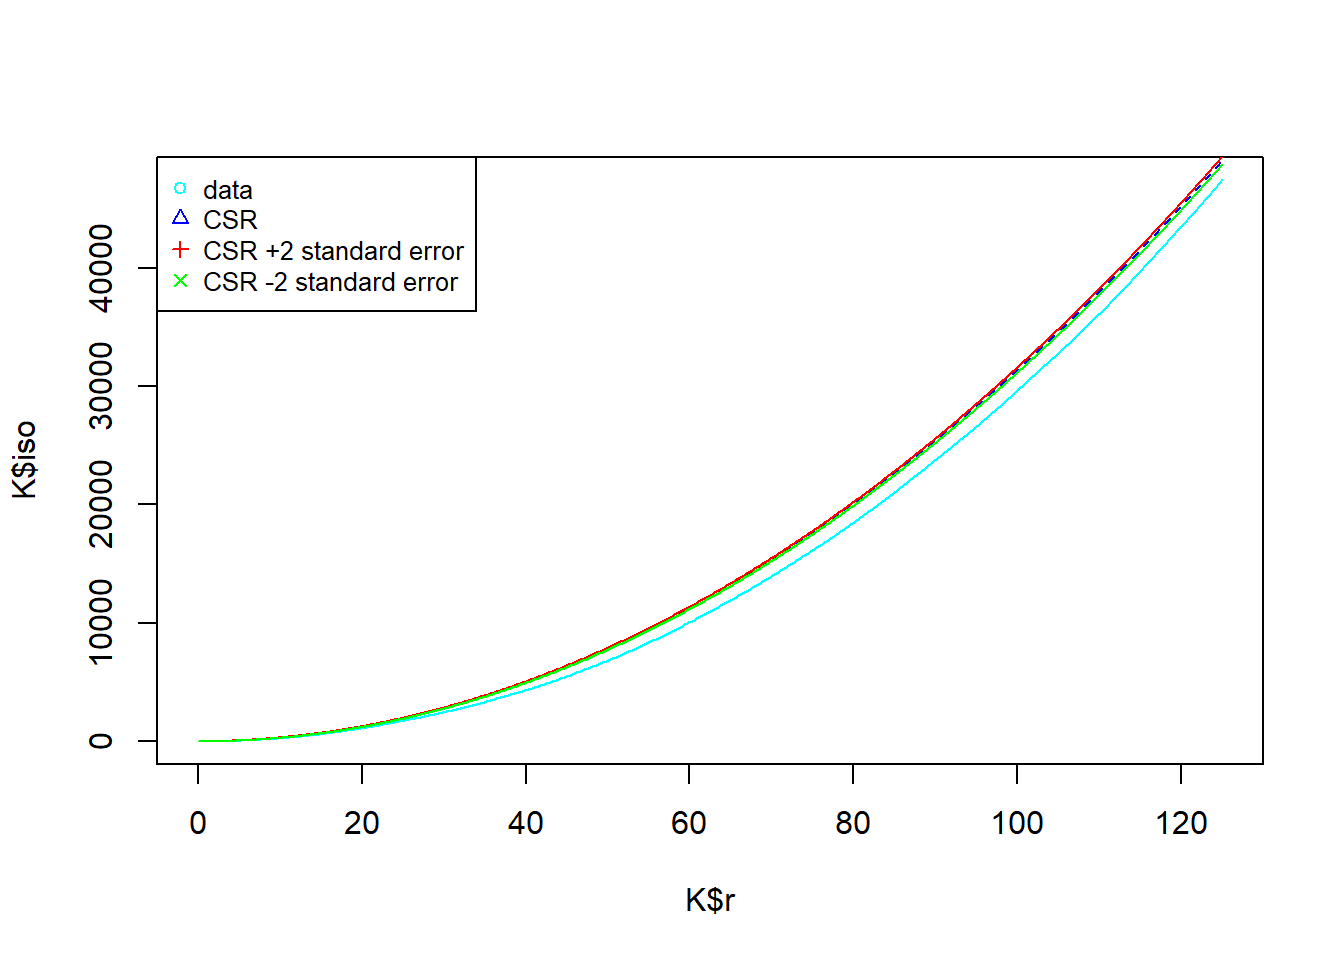 data
CSR
CSR +2 standard error
CSR -2 standard error
40000
30000
20000
10000
0
K$iso
0 20 40 60 80 100 120
K$r